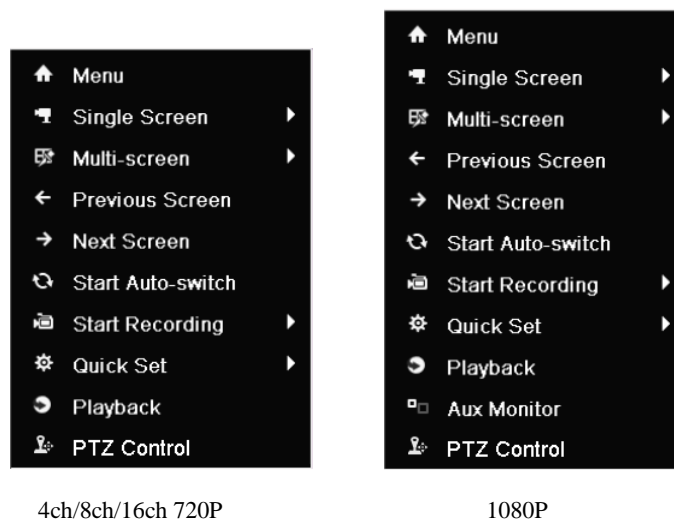 Menu
Single Screen
Multi-screen
Previous Screen
Next Screen
Start Auto-switch
Start Recording
Quick Set
Playback
PTZ Control
4ch/8ch/16ch 720P
Menu
Single Screen
Multi-screen
Previous Screen
Next Screen
Start Auto-switch
Start Recording
Quick Set
Playback
Aux Monitor
PTZ Control
1080P